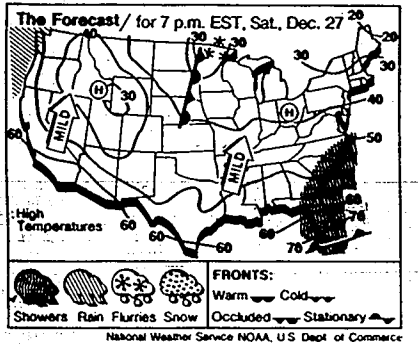 The Forecast / for 7 p.m. EST, Sat., Dec. 27
20
20
40
30
30
30
30
H
30
H
40
MILD
MILD
60
50
High
Temperatures
60
60
60
60
70
70
FRONTS:
Warm Cold
Showers Rain Flurries Snow
Occluded Stationary
National Weather Service NOAA, U.S. Dept. of Commerce